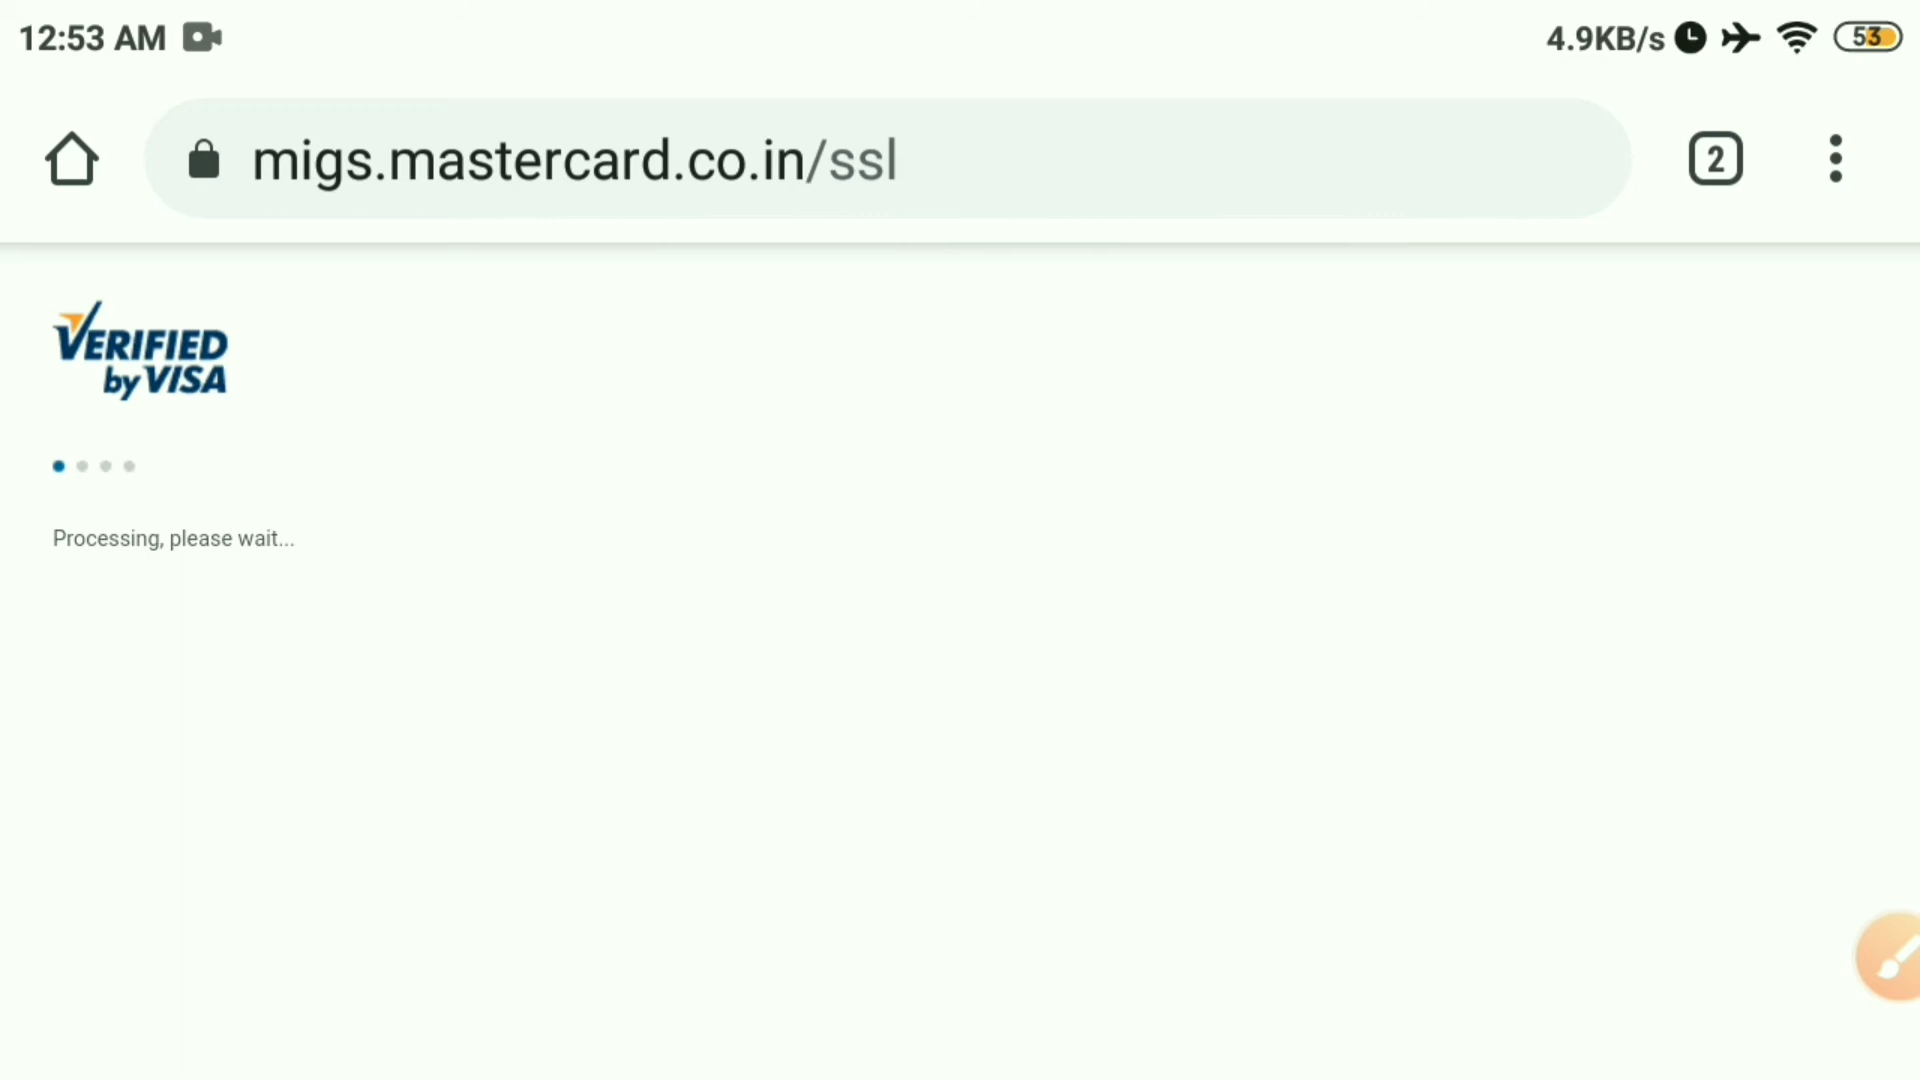 12:53 AM
4.9KB/s
53
migs.mastercard.co.in/ssl
2
VERIFIED
by VISA
Processing, please wait...